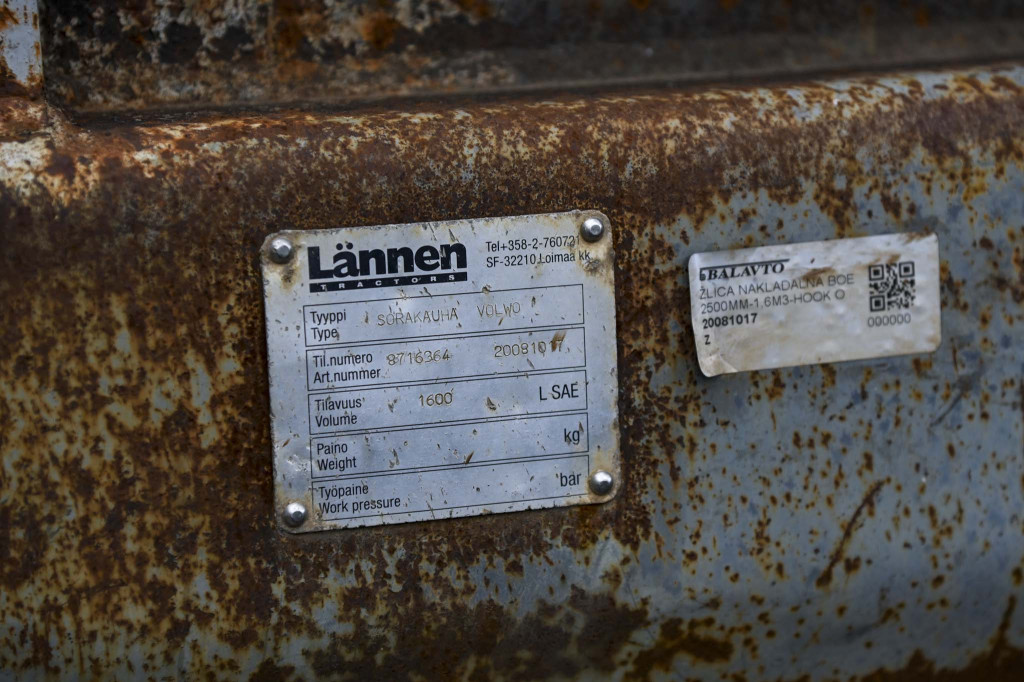 Lännen
TRACTORS
Tel+358-2-760721
SF-32210 Loimaa kk.
Tyyppi
Type
SORAKAUHA VOLVO
Til.numero
Art.nummer
8716364 20081017
Tilavuus
Volume
1600
L SAE
Paino
Weight
kg
Työpaine
Work pressure
bar
BALAVTO
ŽLICA NAKLADALNA BOE
2500MM-1.6M3-HOOK O
20081017
Z
000000